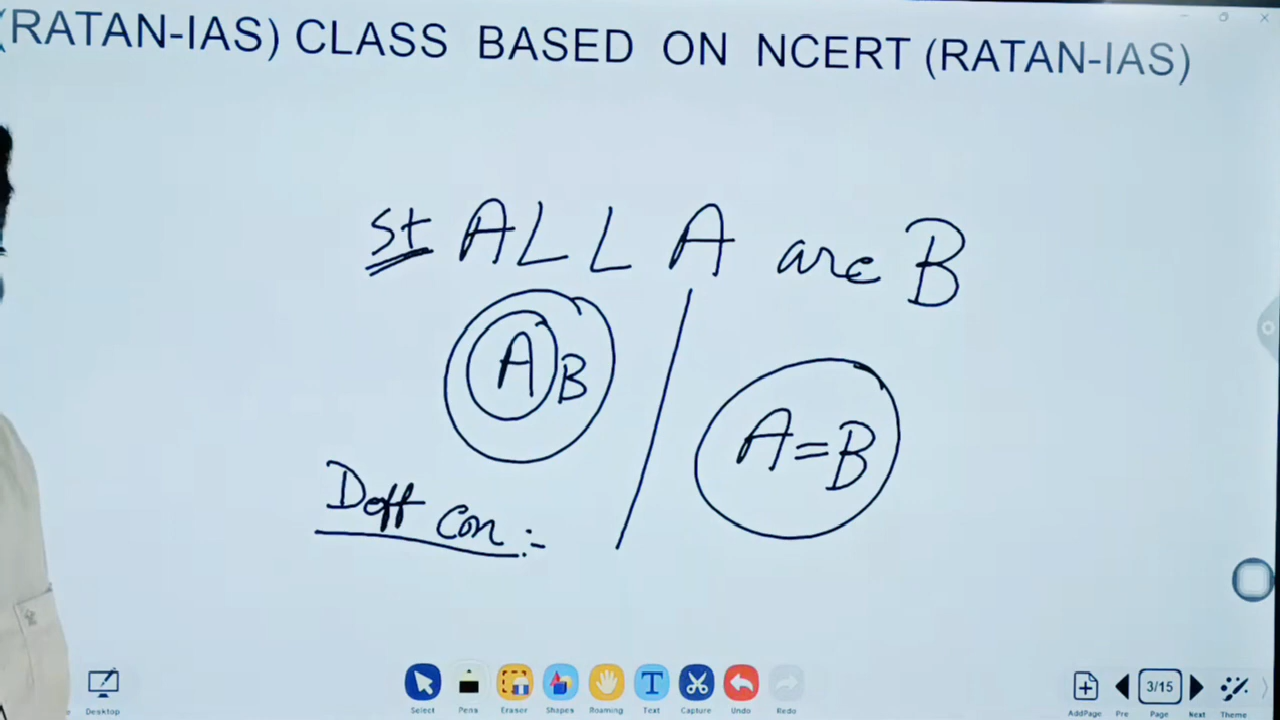 (RATAN-IAS) CLASS BASED ON NCERT (RATAN-IAS)
St ALL A are B
A B
A=B
Deff con :-
Desktop
Select Pens Eraser Shapes Roaming Text Capture Undo Redo
AddPage Pre 3/15 Page Next Theme